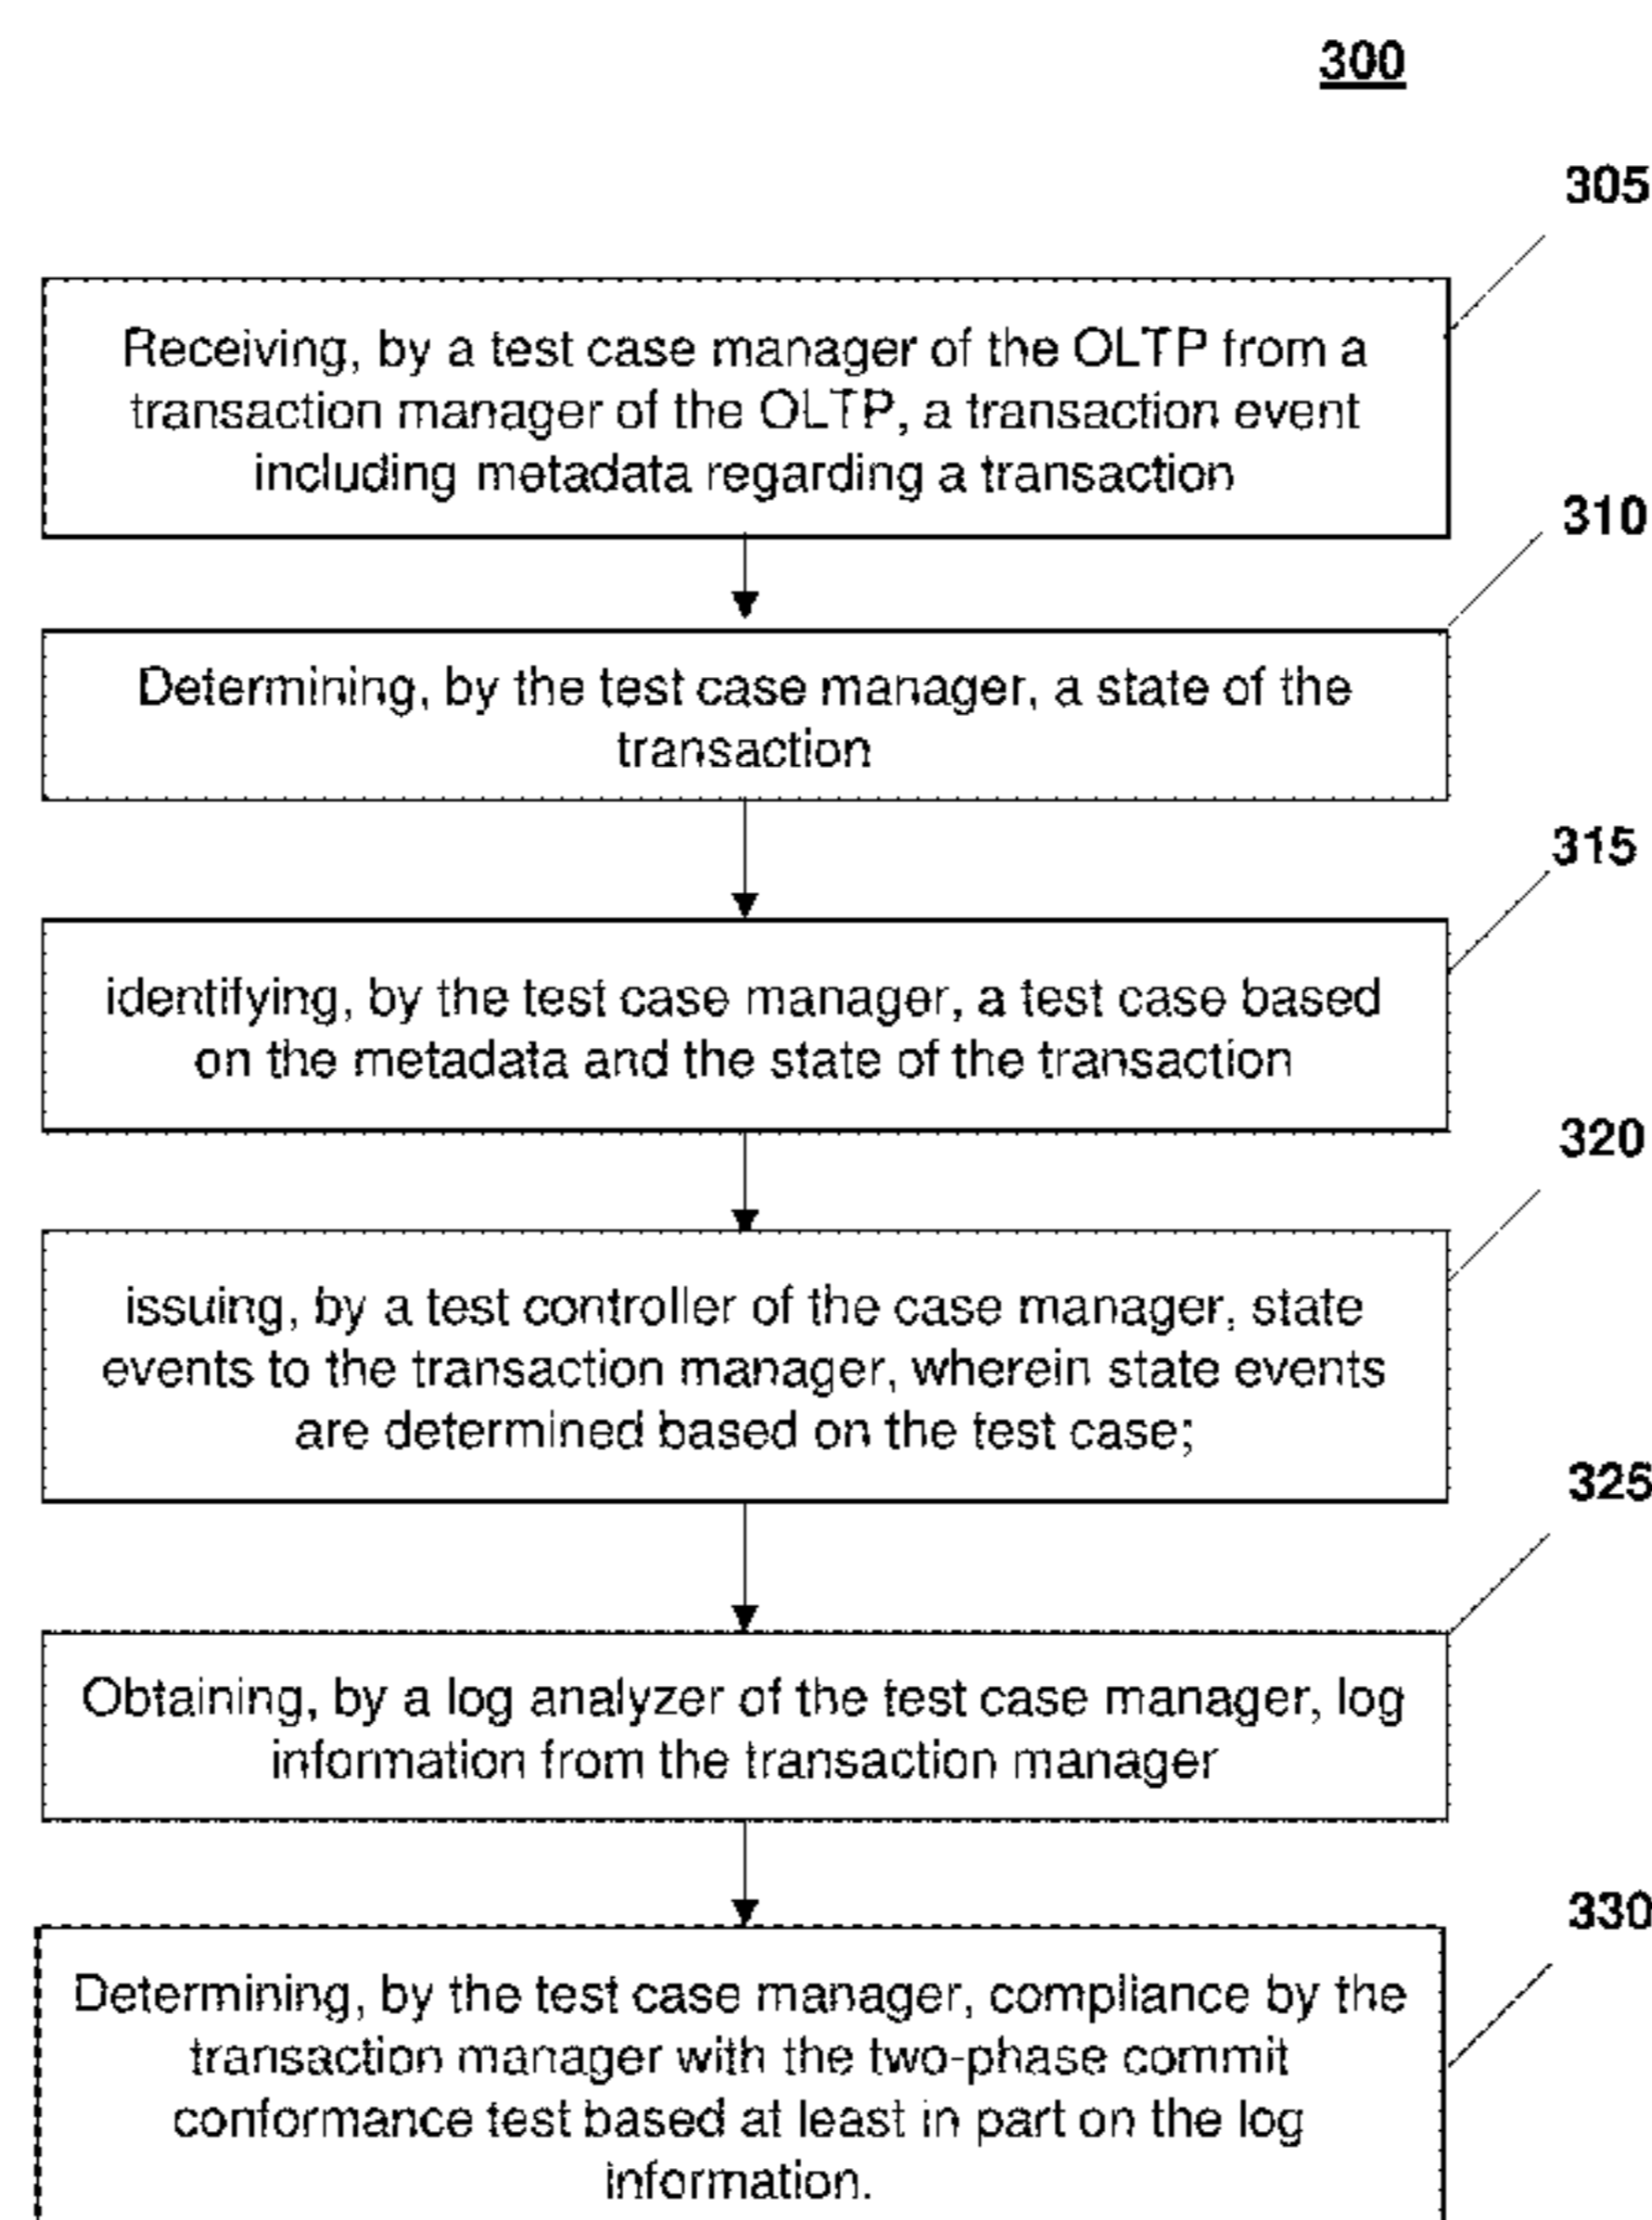 300
305
Receiving, by a test case manager of the OLTP from a
transaction manager of the OLTP, a transaction event
including metadata regarding a transaction
310
Determining, by the test case manager, a state of the
transaction
315
identifying, by the test case manager, a test case based
on the metadata and the state of the transaction
320
issuing, by a test controller of the case manager, state
events to the transaction manager, wherein state events
are determined based on the test case;
325
Obtaining, by a log analyzer of the test case manager, log
information from the transaction manager
330
Determining, by the test case manager, compliance by the
transaction manager with the two-phase commit
conformance test based at least in part on the log
information.